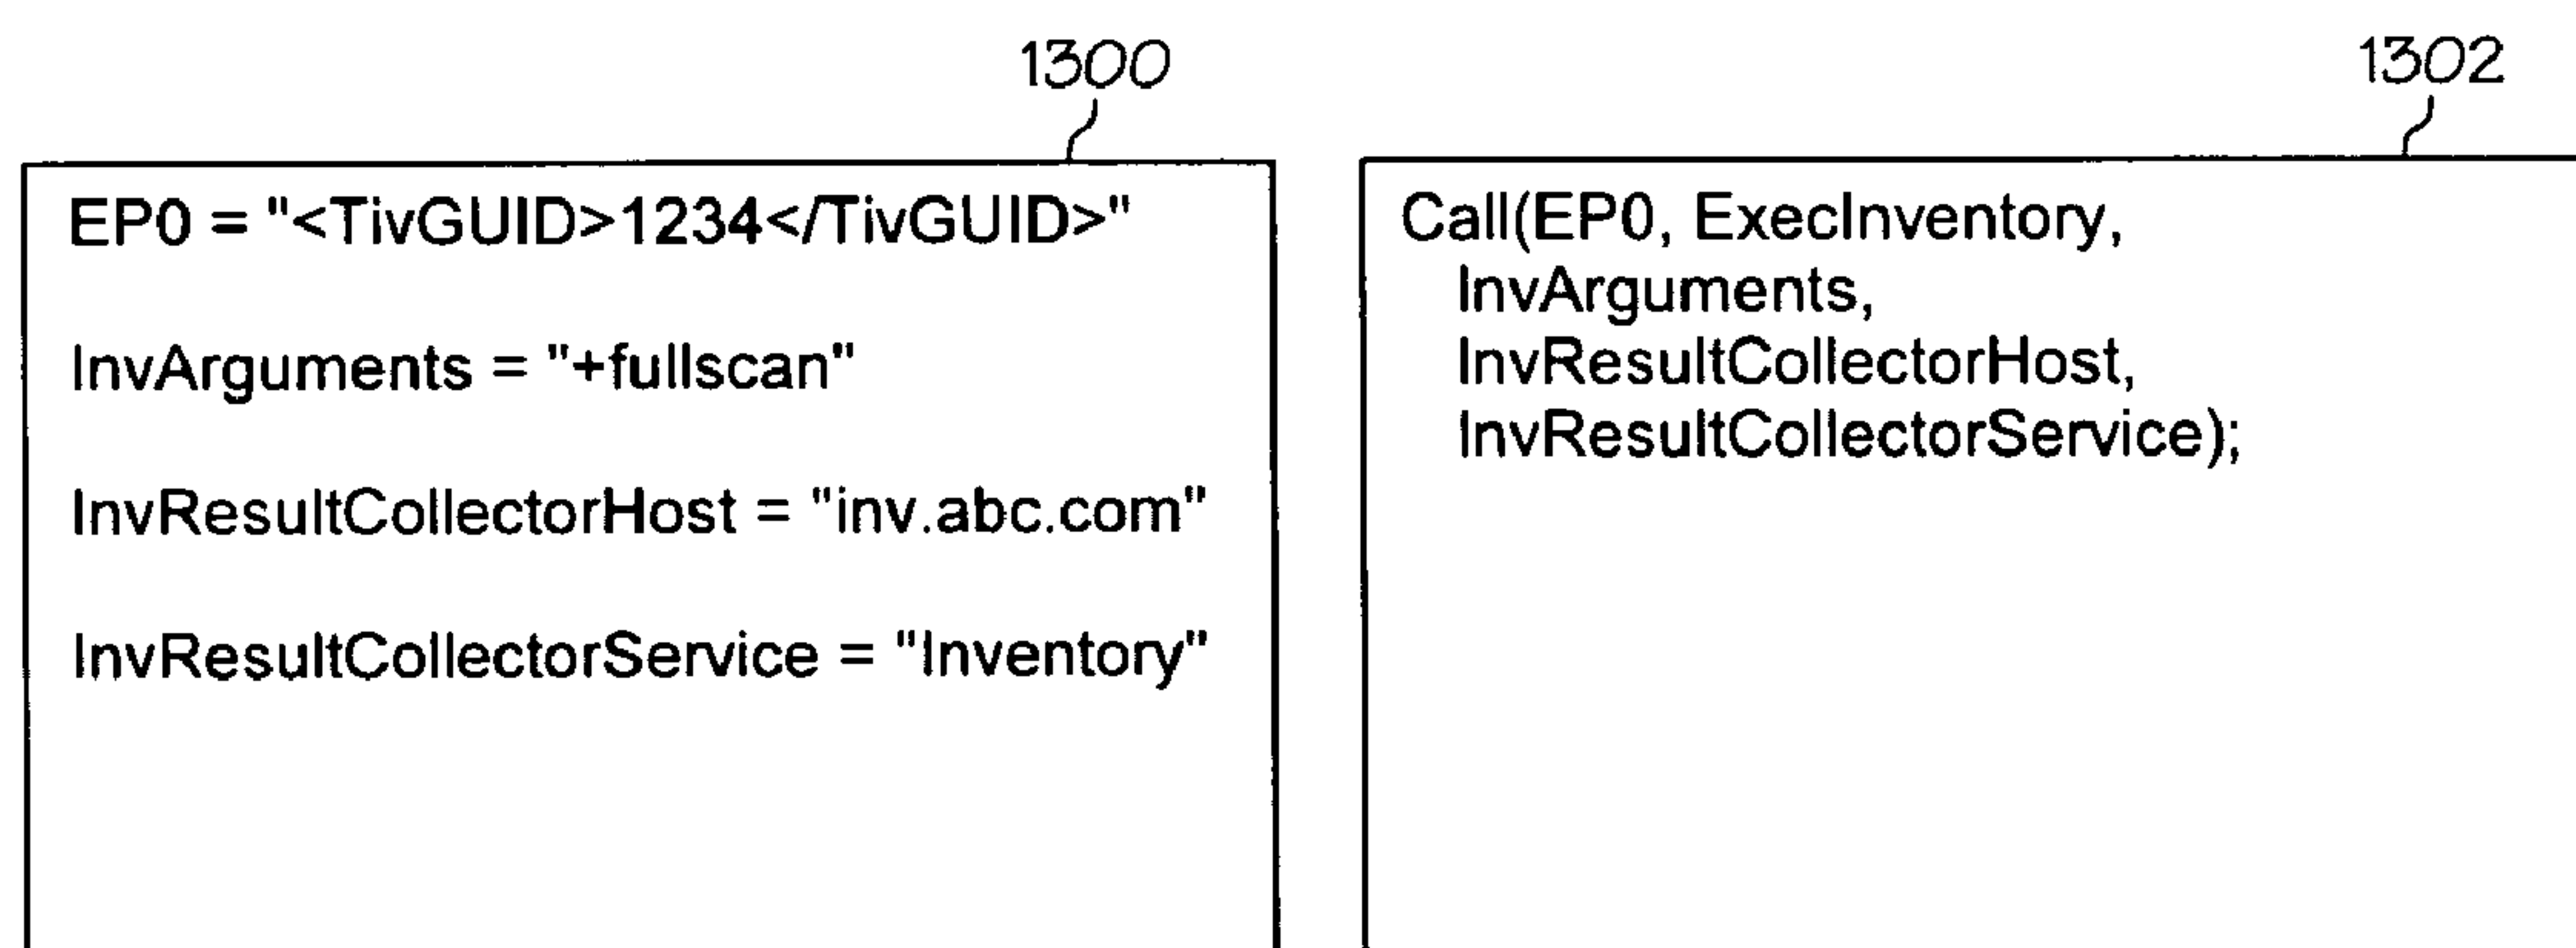 1300
EP0 = "<TivGUID>1234</TivGUID>"
InvArguments = "+fullscan"
InvResultCollectorHost = "inv.abc.com"
InvResultCollectorService = "Inventory"
1302
Call(EP0, ExecInventory,
InvArguments,
InvResultCollectorHost,
InvResultCollectorService);